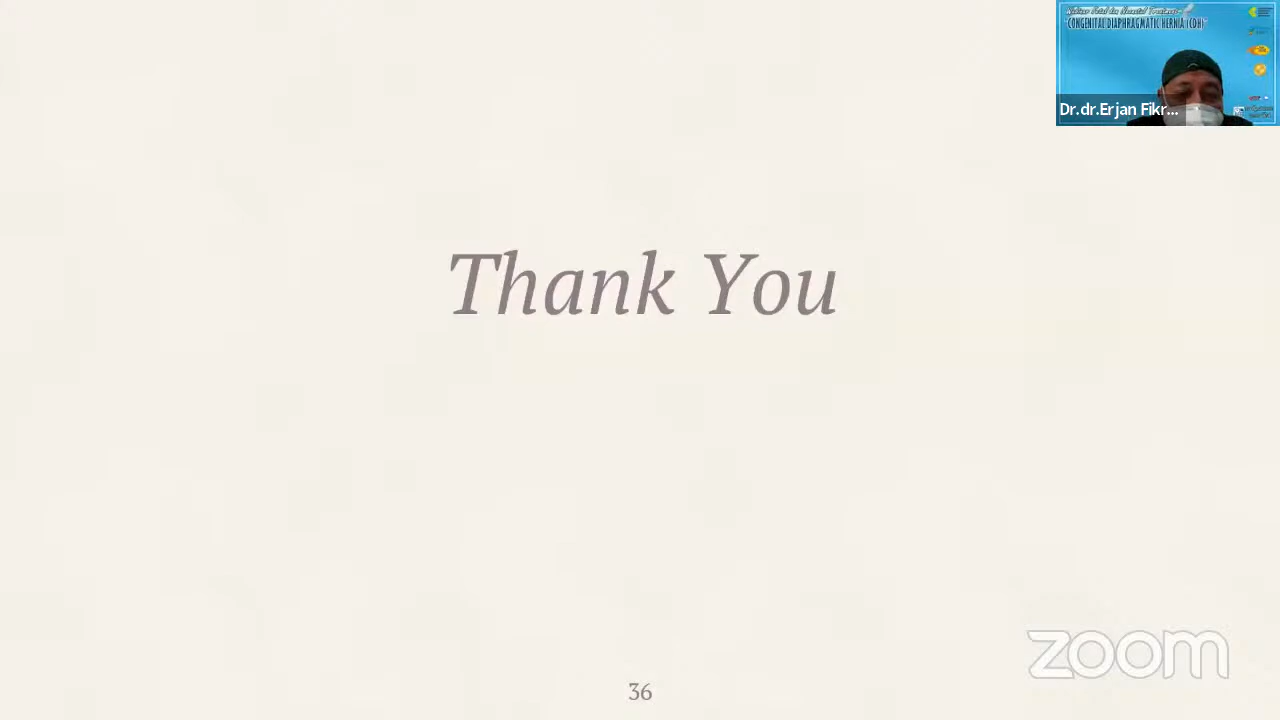 "CONGENITAL DIAPHRAGMATIC HERNIA (CDH)"
Dr.dr.Erjan Fikr...
Thank You
zoom
36